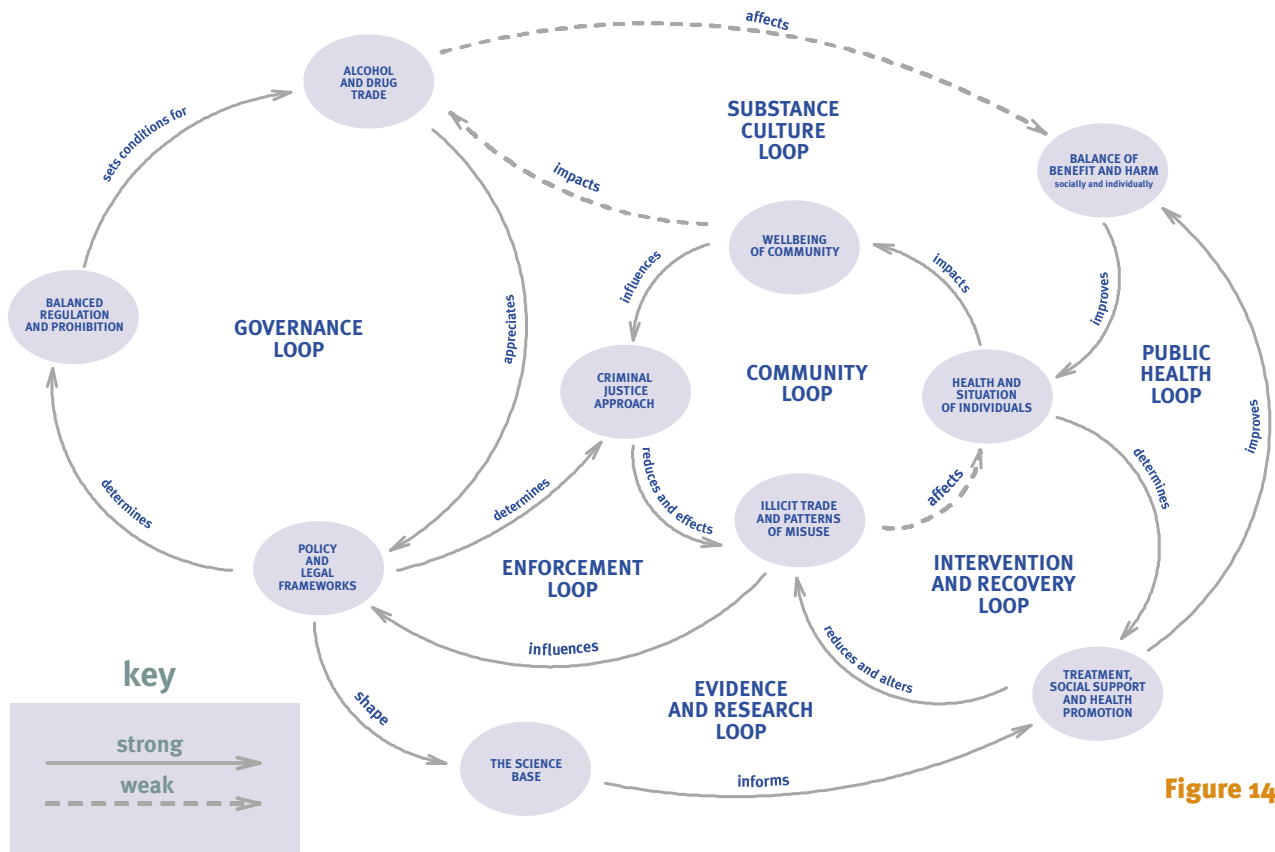 affects
ALCOHOL
AND DRUG
TRADE
sets conditions for
SUBSTANCE
CULTURE
LOOP
BALANCE OF
BENEFIT AND HARM
socially and individually
impacts
WELLBEING
OF COMMUNITY
influences
impacts
improves
BALANCED
REGULATION
AND PROHIBITION
GOVERNANCE
LOOP
appreciates
CRIMINAL
JUSTICE
APPROACH
COMMUNITY
LOOP
HEALTH AND
SITUATION
OF INDIVIDUALS
PUBLIC
HEALTH
LOOP
improves
determines
determines
reduces and effects
ILLICIT TRADE
AND PATTERNS
OF MISUSE
affects
determines
POLICY
AND
LEGAL
FRAMEWORKS
ENFORCEMENT
LOOP
INTERVENTION
AND RECOVERY
LOOP
influences
reduces and alters
TREATMENT,
SOCIAL SUPPORT
AND HEALTH
PROMOTION
shape
EVIDENCE
AND RESEARCH
LOOP
THE SCIENCE
BASE
informs
key
strong
weak
Figure 14